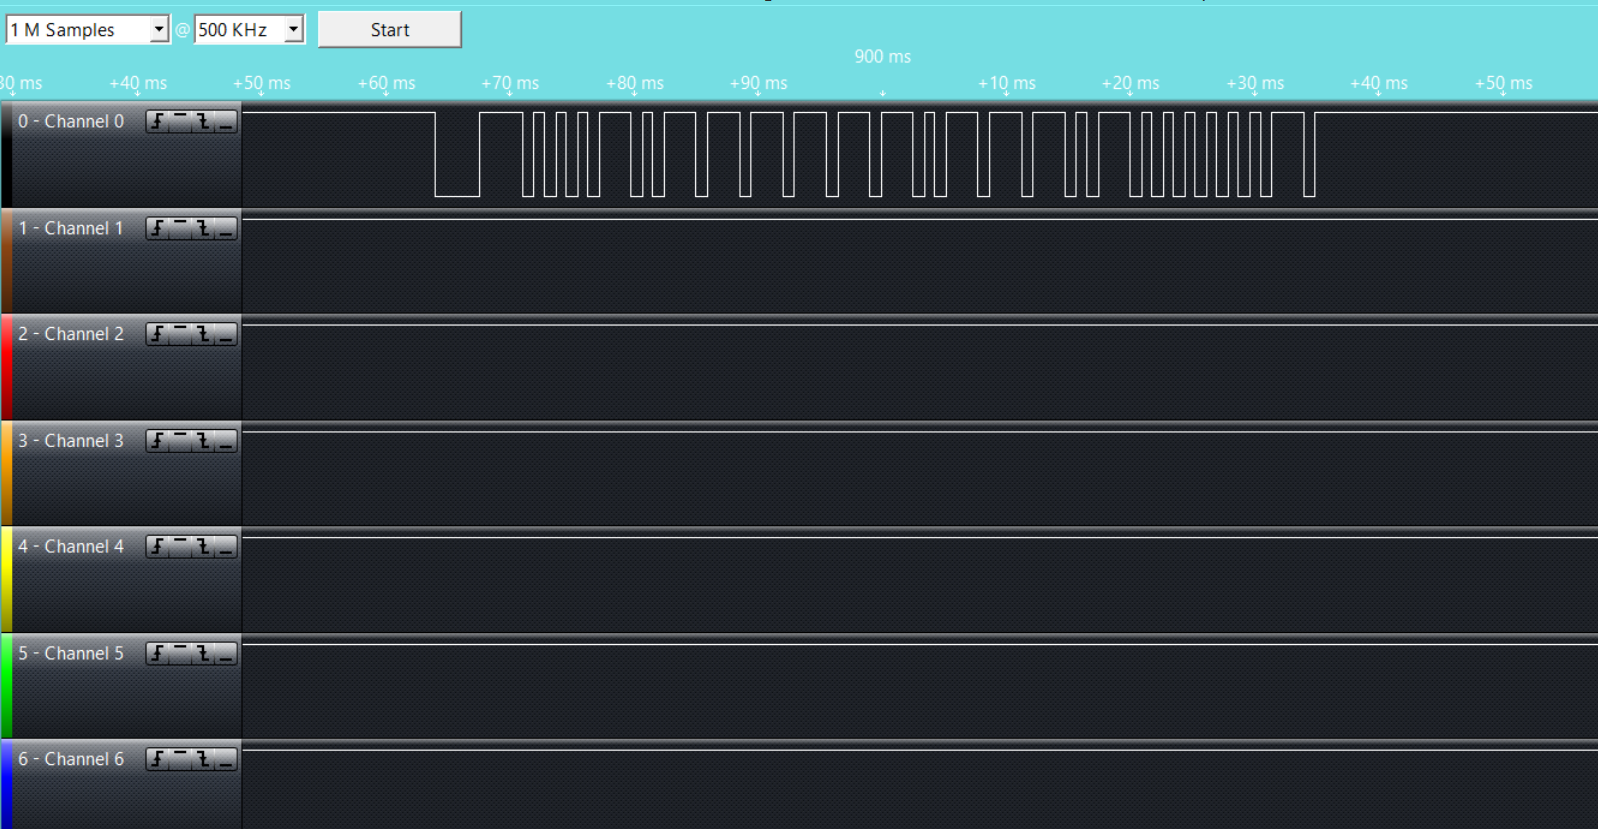 1 M Samples @ 500 KHz Start
900 ms
30 ms +40 ms +50 ms +60 ms +70 ms +80 ms +90 ms +10 ms +20 ms +30 ms +40 ms +50 ms
0 - Channel 0
1 - Channel 1
2 - Channel 2
3 - Channel 3
4 - Channel 4
5 - Channel 5
6 - Channel 6